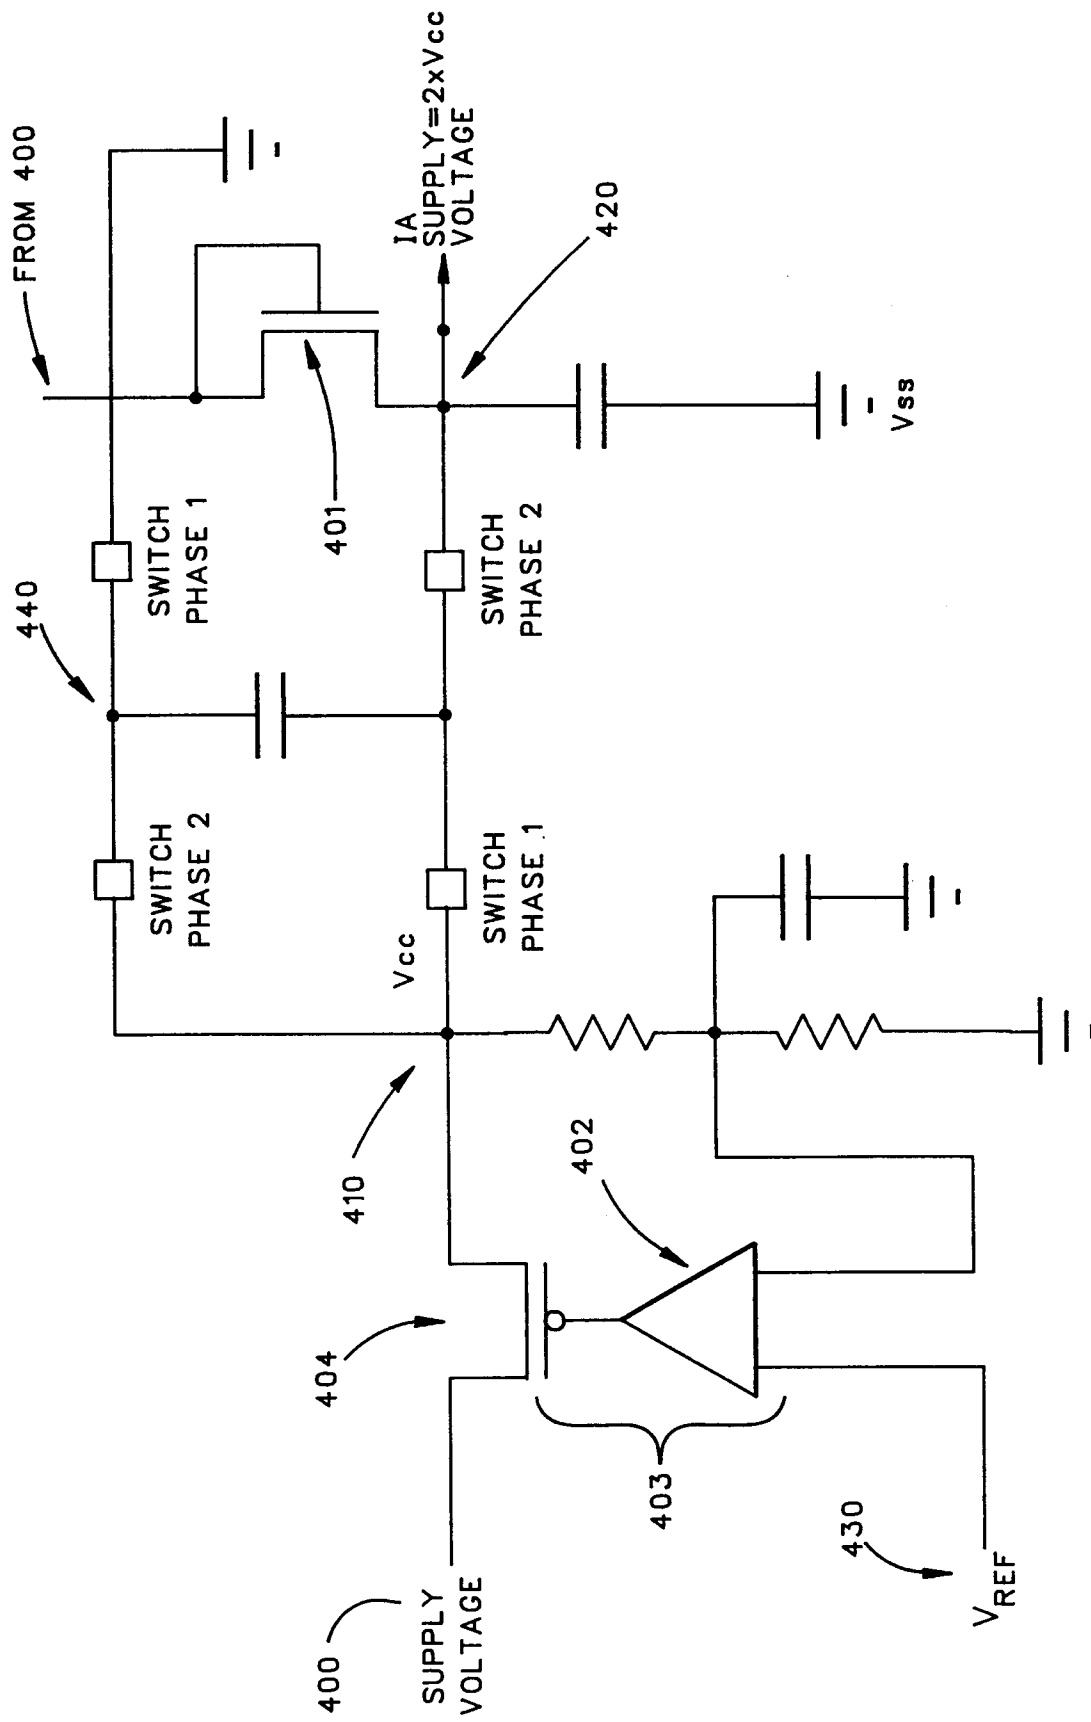 FROM 400
440
SWITCH
PHASE 2
SWITCH
PHASE 1
401
IA
SUPPLY=2xVcc
VOLTAGE
420
Vcc
SWITCH
PHASE 1
SWITCH
PHASE 2
410
Vss
404
402
400
SUPPLY
VOLTAGE
403
430
VREF